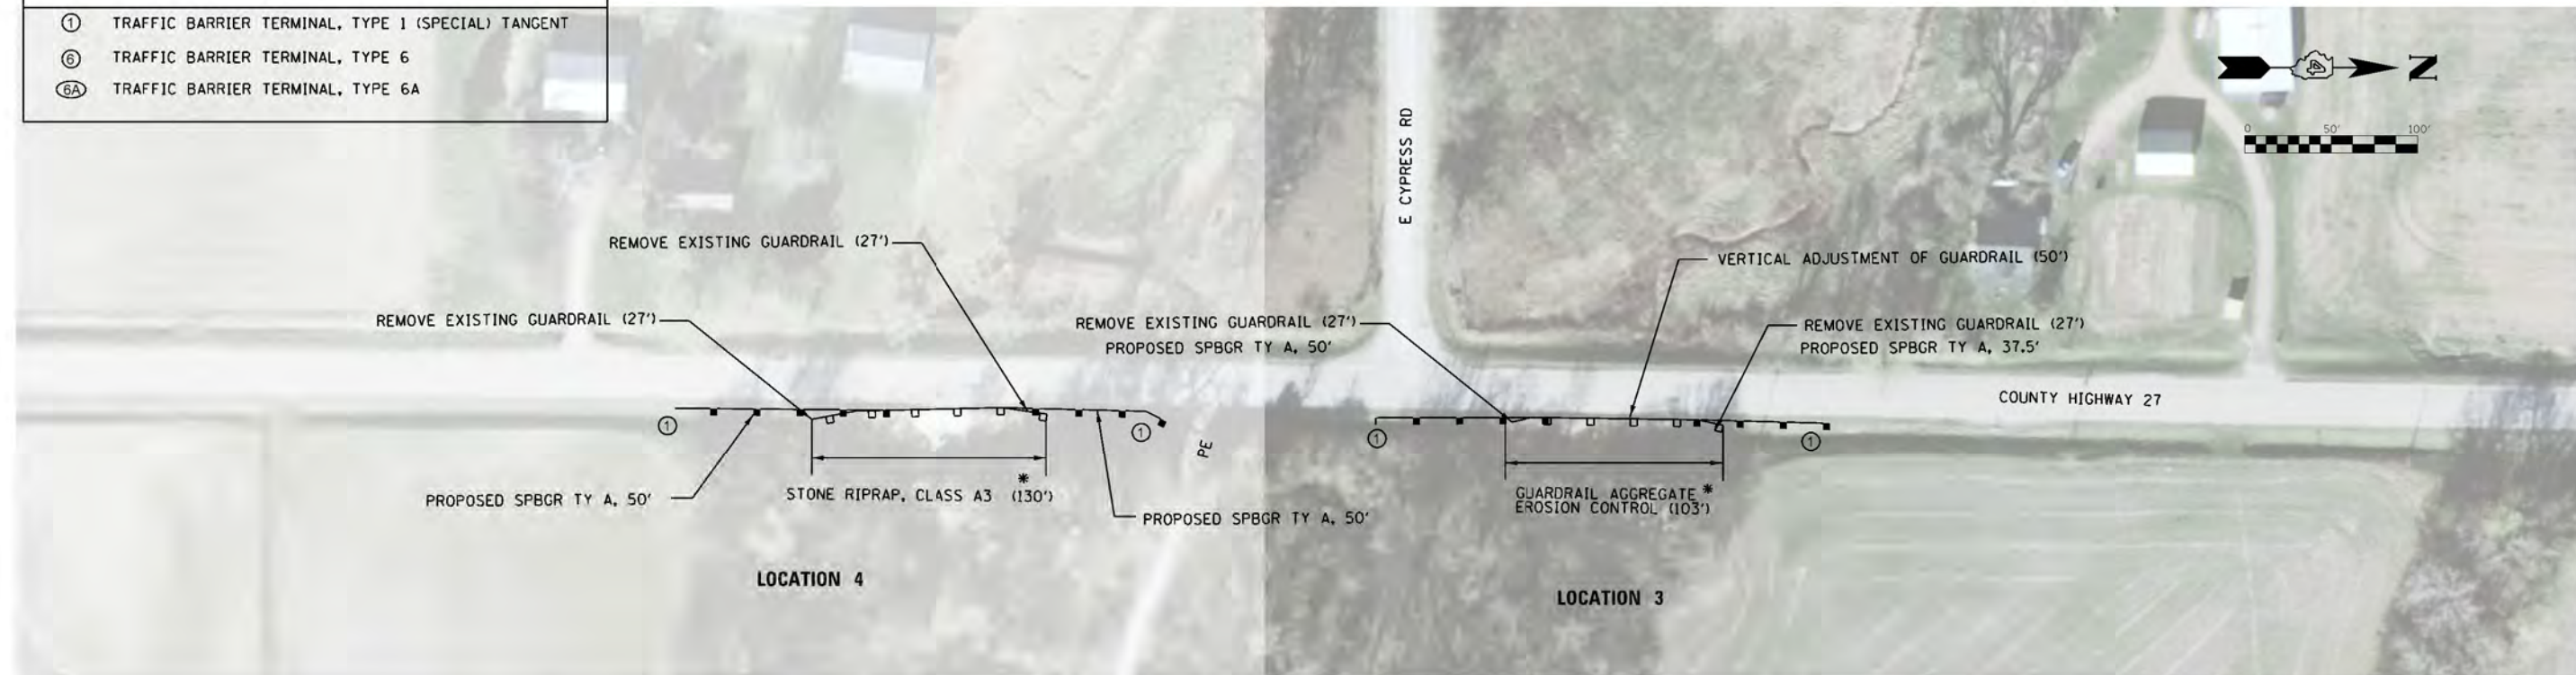 1 TRAFFIC BARRIER TERMINAL, TYPE 1 (SPECIAL) TANGENT
6 TRAFFIC BARRIER TERMINAL, TYPE 6
6A TRAFFIC BARRIER TERMINAL, TYPE 6A
N
0 50' 100'
E CYPRESS RD
REMOVE EXISTING GUARDRAIL (27')
VERTICAL ADJUSTMENT OF GUARDRAIL (50')
REMOVE EXISTING GUARDRAIL (27')
REMOVE EXISTING GUARDRAIL (27')
PROPOSED SPBGR TY A, 50'
REMOVE EXISTING GUARDRAIL (27')
PROPOSED SPBGR TY A, 37.5'
COUNTY HIGHWAY 27
1
1
PE
1
1
PROPOSED SPBGR TY A, 50'
*
STONE RIPRAP, CLASS A3 (130')
PROPOSED SPBGR TY A, 50'
GUARDRAIL AGGREGATE *
EROSION CONTROL (103')
LOCATION 4
LOCATION 3